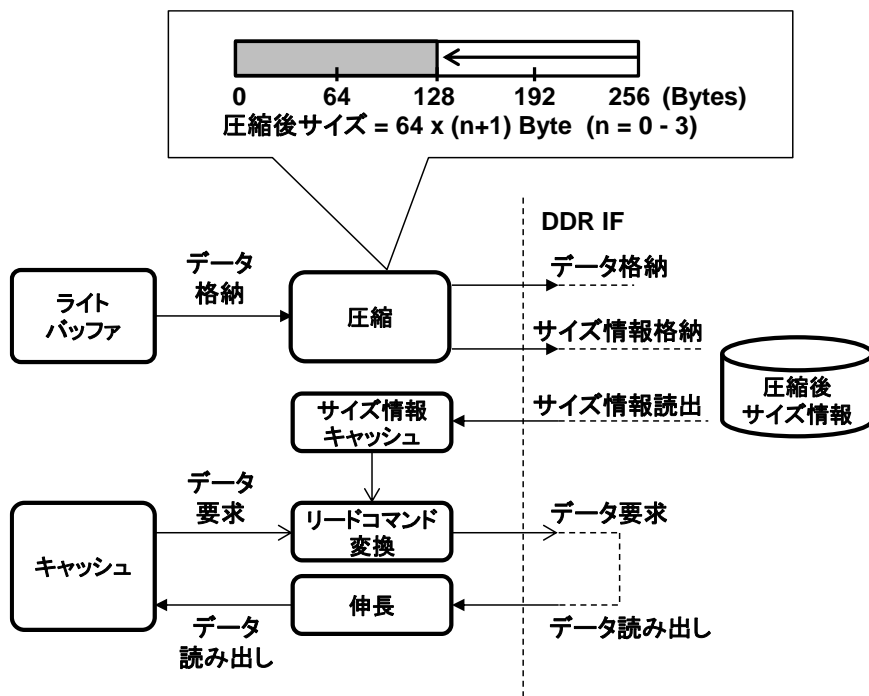 0 64 128 192 256 (Bytes)
圧縮後サイズ = 64 x (n+1) Byte (n = 0 - 3)
DDR IF
データ
格納
データ格納
ライト
バッファ
圧縮
サイズ情報格納
圧縮後
サイズ情報
サイズ情報
キャッシュ
サイズ情報読出
データ
要求
リードコマンド
変換
データ要求
キャッシュ
伸長
データ
読み出し
データ読み出し